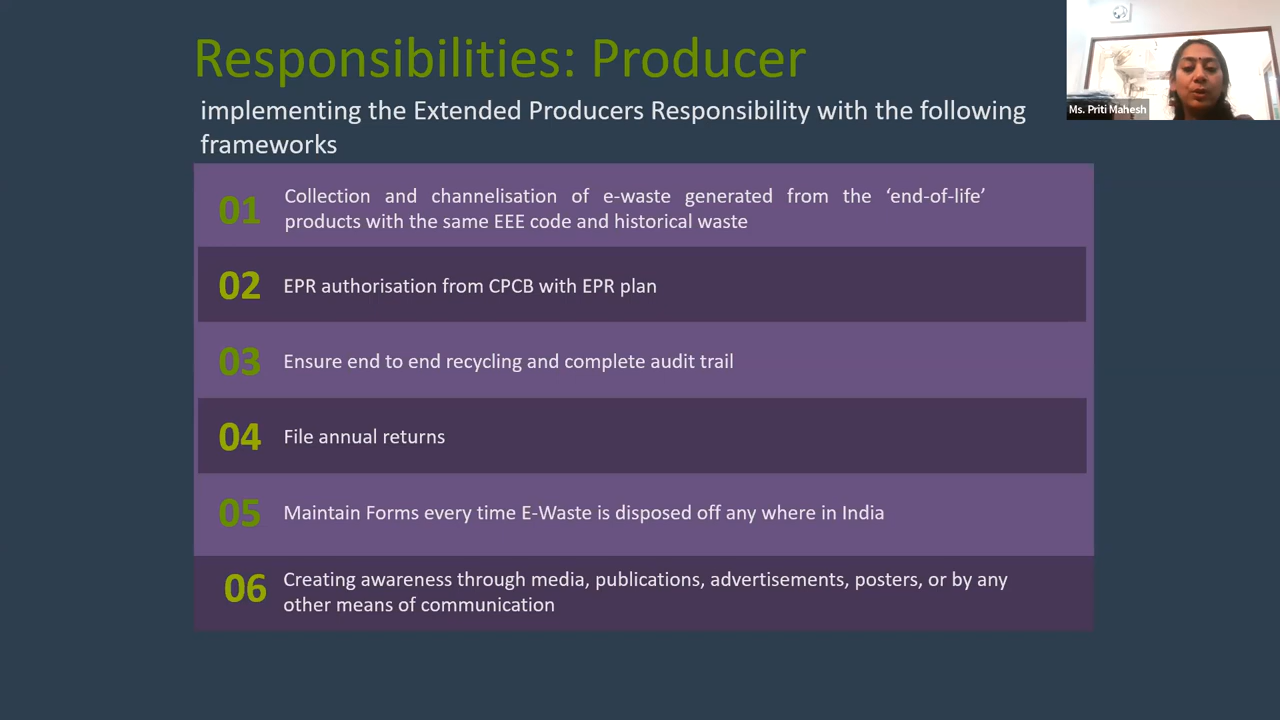 Responsibilities: Producer
Ms. Priti Mahesh
implementing the Extended Producers Responsibility with the following
frameworks
01 Collection and channelisation of e-waste generated from the ‘end-of-life’
products with the same EEE code and historical waste
02 EPR authorisation from CPCB with EPR plan
03 Ensure end to end recycling and complete audit trail
04 File annual returns
05 Maintain Forms every time E-Waste is disposed off any where in India
06 Creating awareness through media, publications, advertisements, posters, or by any
other means of communication